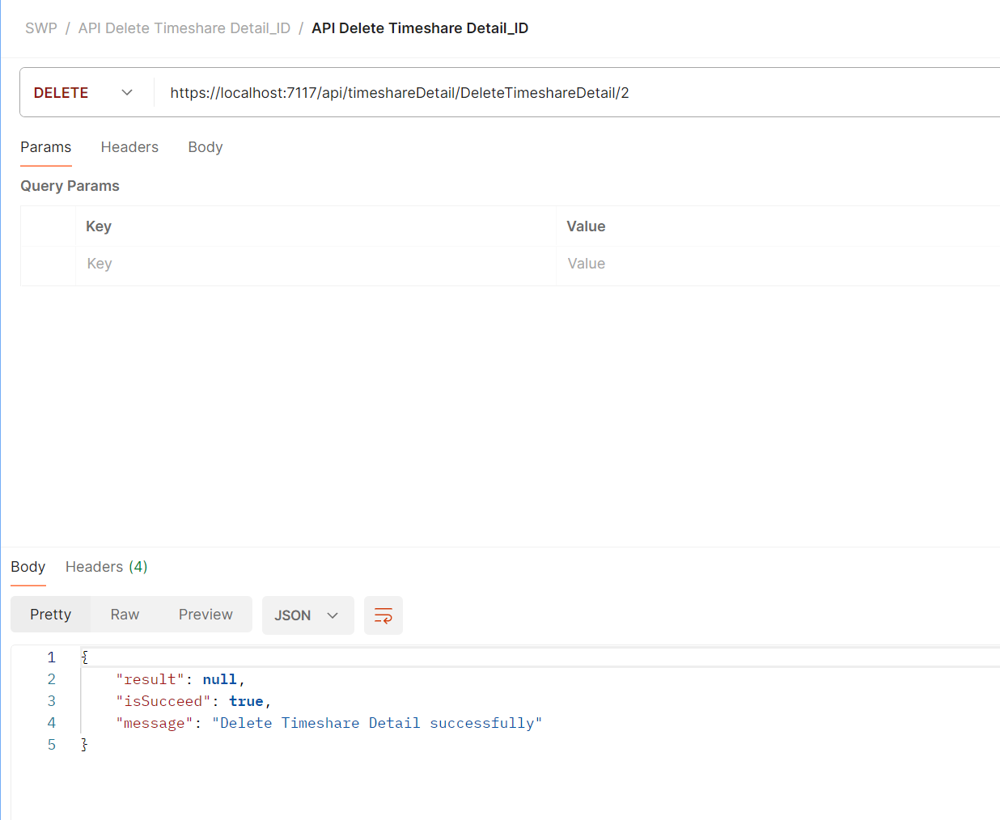 SWP / API Delete Timeshare Detail_ID / API Delete Timeshare Detail_ID
DELETE https://localhost:7117/api/timeshareDetail/DeleteTimeshareDetail/2
Params Headers Body
Query Params
Key Value
Key Value
Body Headers (4)
Pretty Raw Preview JSON
1 {
2 "result": null,
3 "isSucceed": true,
4 "message": "Delete Timeshare Detail successfully"
5 }